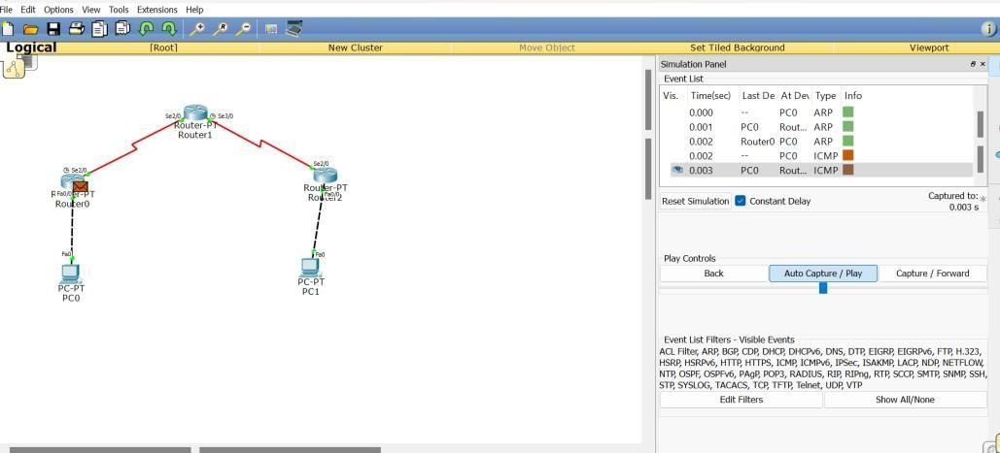 File Edit Options View Tools Extensions Help
Logical [Root] New Cluster Move Object Set Tiled Background Viewport
Simulation Panel
Event List
Vis. Time(sec) Last De At Dev Type Info
0.000 -- PC0 ARP
0.001 PC0 Rout... ARP
0.002 Router0 PC0 ARP
0.002 -- PC0 ICMP
0.003 PC0 Rout... ICMP
Reset Simulation Constant Delay Captured to: *
0.003 s
Play Controls
Back Auto Capture / Play Capture / Forward
Event List Filters - Visible Events
ACL Filter, ARP, BGP, CDP, DHCP, DHCPv6, DNS, DTP, EIGRP, EIGRPv6, FTP, H.323,
HSRP, HSRPv6, HTTP, HTTPS, ICMP, ICMPv6, IPSec, ISAKMP, LACP, NDP, NETFLOW,
NTP, OSPF, OSPFv6, PAgP, POP3, RADIUS, RIP, RIPng, RTP, SCCP, SMTP, SNMP, SSH,
STP, SYSLOG, TACACS, TCP, TFTP, Telnet, UDP, VTP
Edit Filters Show All/None
Se2/0 Se3/0
Router-PT
Router1
Se2/0
Fa0/0
Router0
Se2/0
Router-PT
Fa0/0
Fa0
PC-PT
PC0
Fa0
PC-PT
PC1